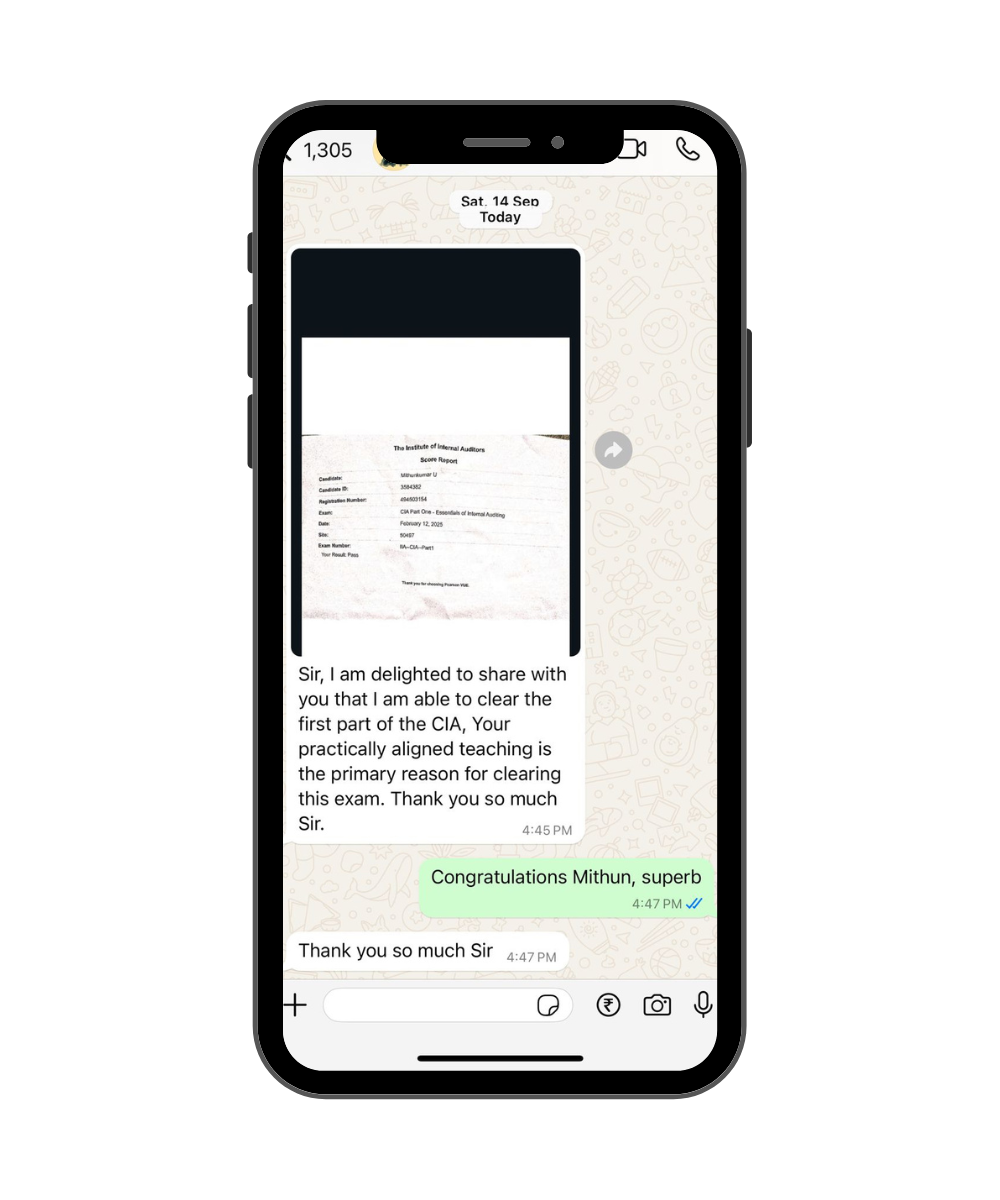 1,305
Sat, 14 Sep
Today
The Institute of Internal Auditors
Score Report
Candidate: Mithunkumar U
Candidate ID: 3584362
Registration Number: 494603154
Exam: CIA Part One - Essentials of Internal Auditing
Date: February 12, 2025
Site: 50497
Exam Number: IIA-CIA-Part1
Your Result: Pass
Thank you for choosing Pearson VUE.
Sir, I am delighted to share with
you that I am able to clear the
first part of the CIA, Your
practically aligned teaching is
the primary reason for clearing
this exam. Thank you so much
Sir.
4:45 PM
Congratulations Mithun, superb
4:47 PM
Thank you so much Sir
4:47 PM